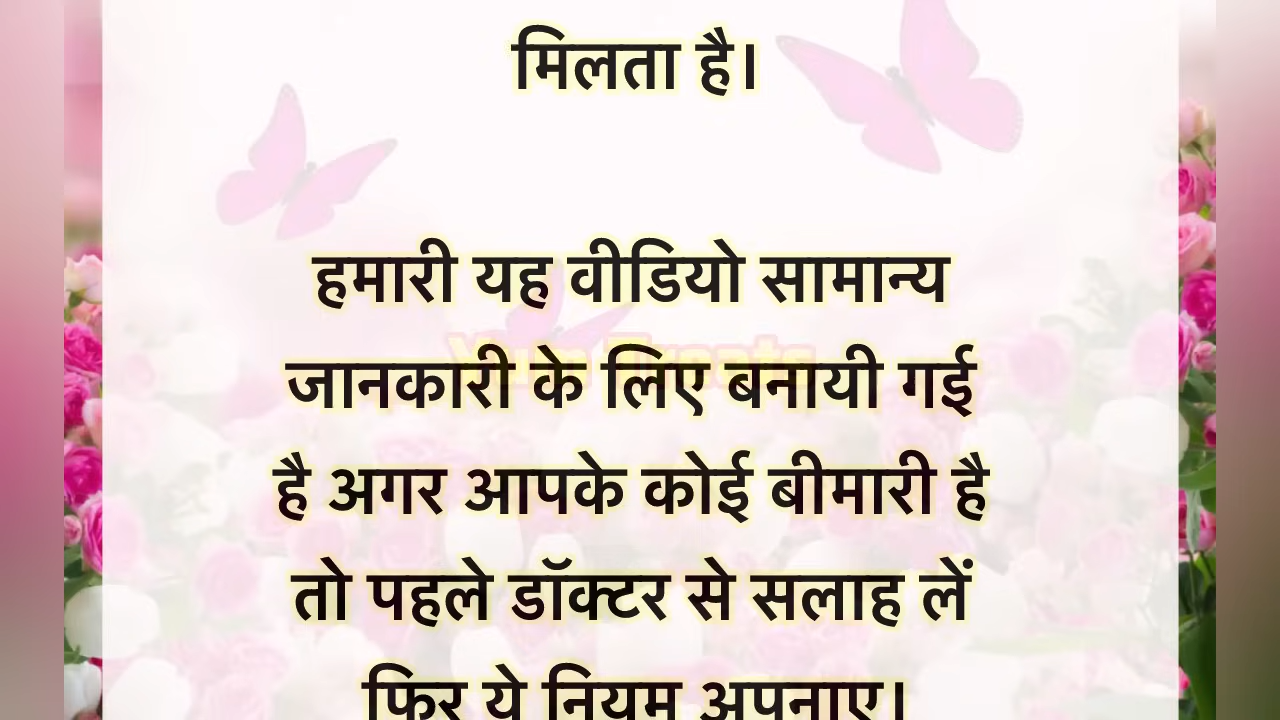 मिलता है।
हमारी यह वीडियो सामान्य
जानकारी के लिए बनायी गई
है अगर आपके कोई बीमारी है
तो पहले डॉक्टर से सलाह लें
फिर ये नियम अपनाए।